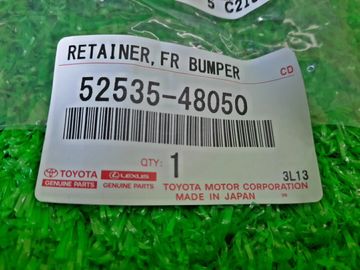 RETAINER, FR BUMPER
CD
52535-48050
QTY: 1
3L13
TOYOTA LEXUS TOYOTA MOTOR CORPORATION
GENUINE PARTS GENUINE PARTS MADE IN JAPAN